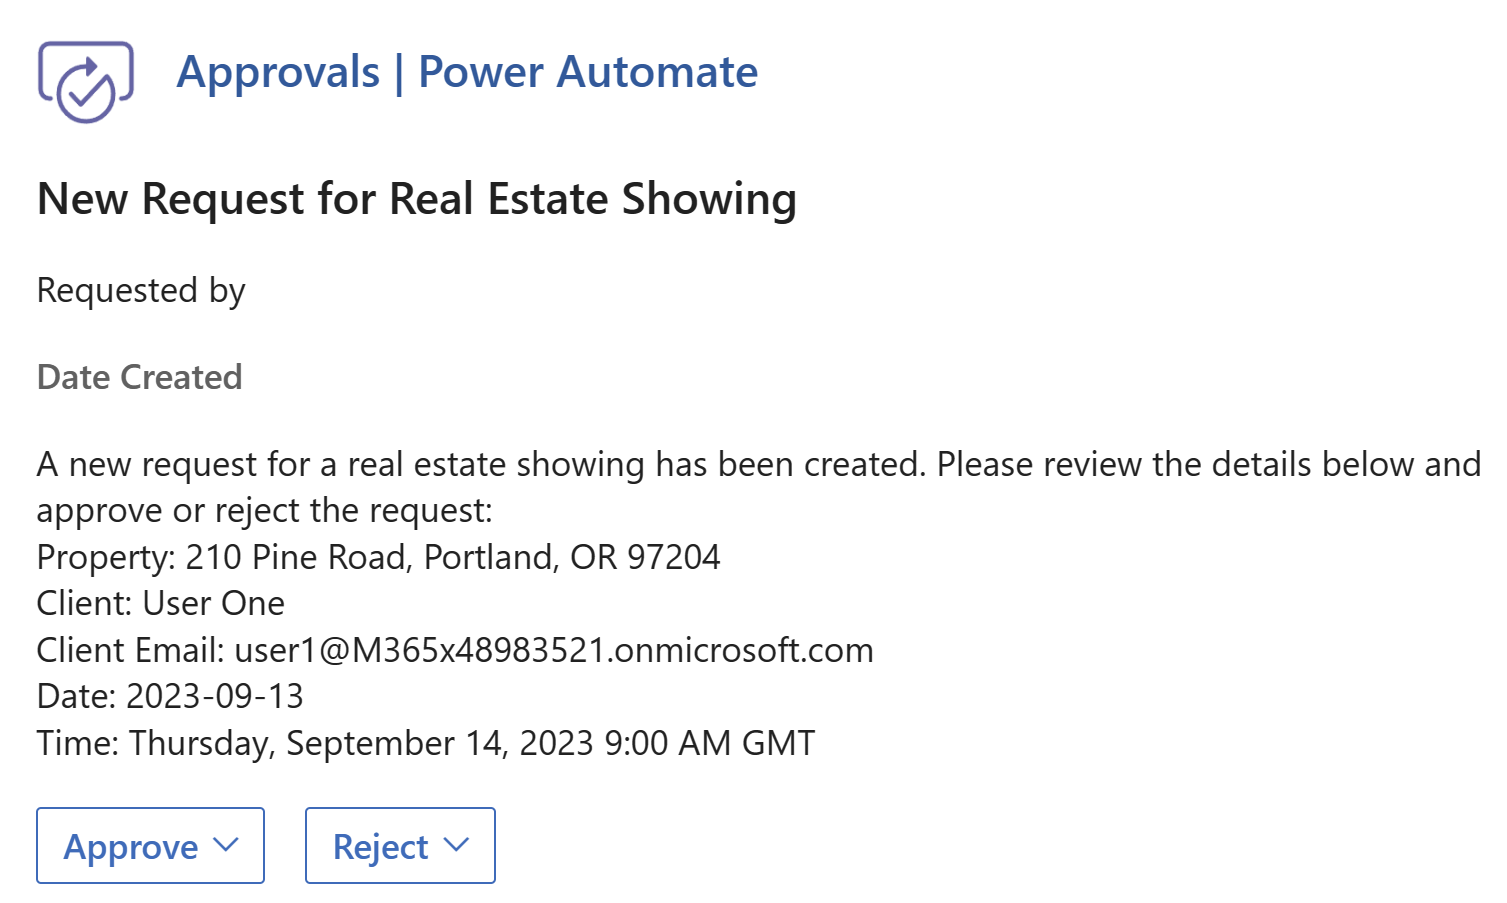 Approvals | Power Automate
New Request for Real Estate Showing
Requested by
Date Created
A new request for a real estate showing has been created. Please review the details below and
approve or reject the request:
Property: 210 Pine Road, Portland, OR 97204
Client: User One
Client Email: user1@M365x48983521.onmicrosoft.com
Date: 2023-09-13
Time: Thursday, September 14, 2023 9:00 AM GMT
Approve
Reject